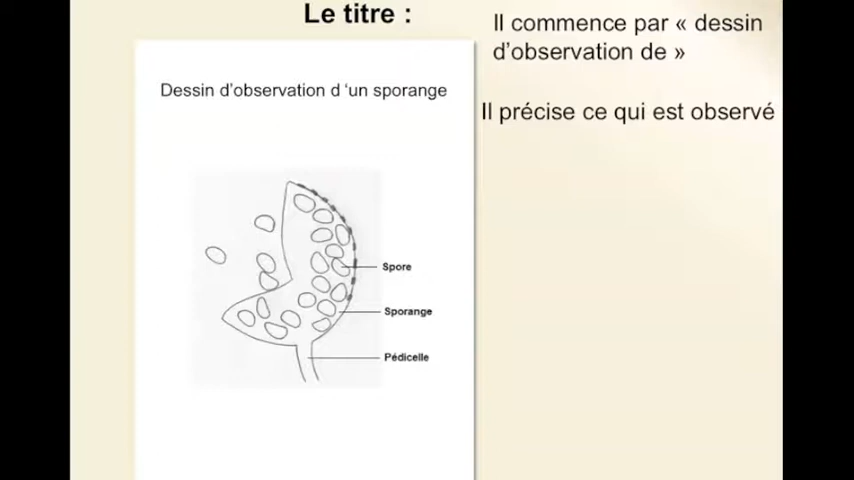 Le titre :
Il commence par « dessin
d'observation de »
Il précise ce qui est observé
Dessin d'observation d 'un sporange
Spore
Sporange
Pédicelle